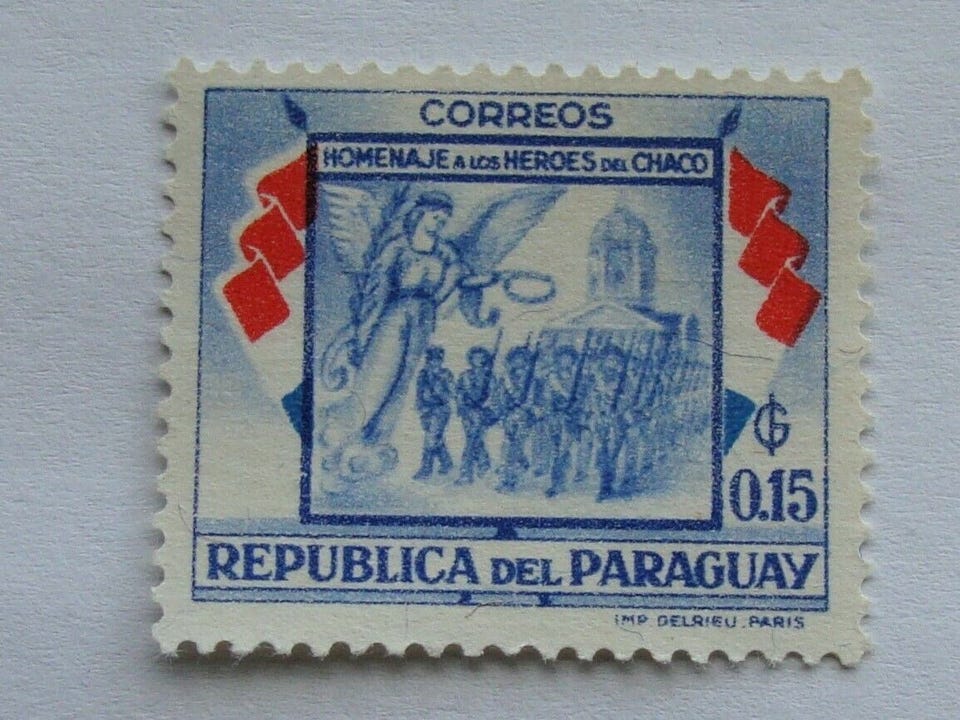 CORREOS
HOMENAJE A LOS HEROES DEL CHACO
₲
0.15
REPUBLICA DEL PARAGUAY
IMP. DELRIEU. PARIS